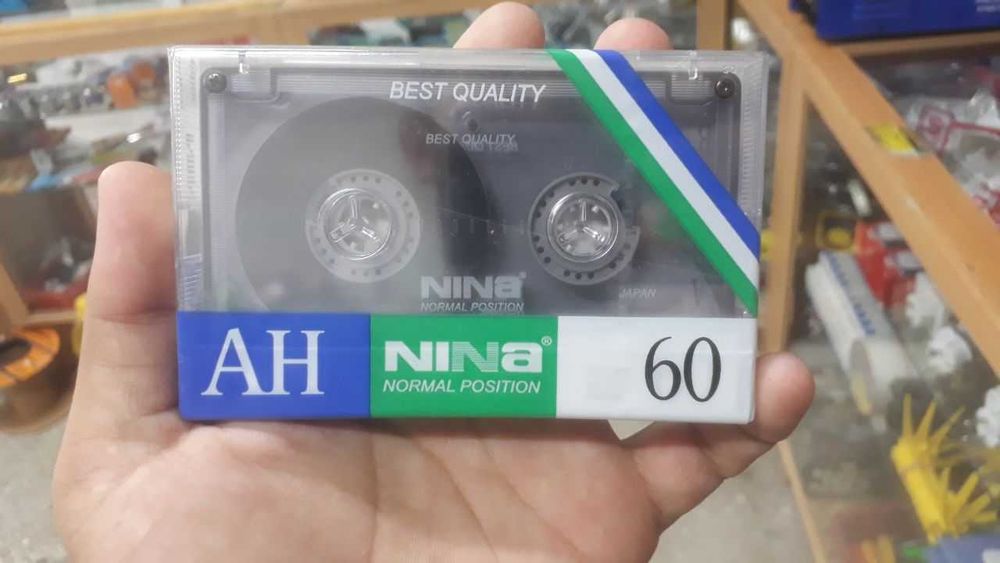 BEST QUALITY
BEST QUALITY
NINa
NORMAL POSITION
JAPAN
AH
NINa®
NORMAL POSITION
60